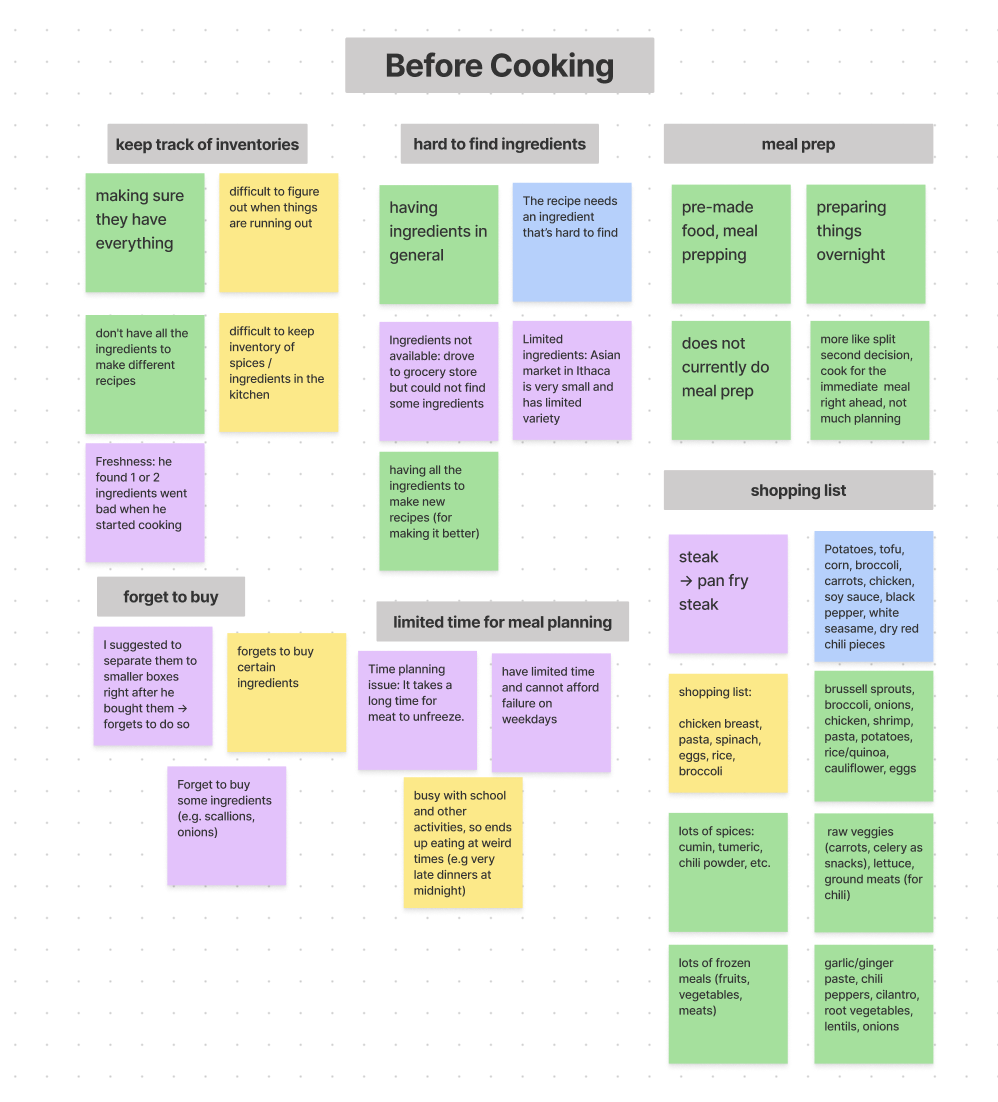 Before Cooking
keep track of inventories
making sure
they have
everything
difficult to figure
out when things
are running out
don't have all the
ingredients to
make different
recipes
difficult to keep
inventory of
spices /
ingredients in the
kitchen
Freshness: he
found 1 or 2
ingredients went
bad when he
started cooking
forget to buy
I suggested to
separate them to
smaller boxes
right after he
bought them →
forgets to do so
forgets to buy
certain
ingredients
Forget to buy
some ingredients
(e.g. scallions,
onions)
hard to find ingredients
having
ingredients in
general
The recipe needs
an ingredient
that's hard to find
Ingredients not
available: drove
to grocery store
but could not find
some ingredients
Limited
ingredients: Asian
market in Ithaca
is very small and
has limited
variety
having all the
ingredients to
make new
recipes (for
making it better)
limited time for meal planning
Time planning
issue: It takes a
long time for
meat to unfreeze.
have limited time
and cannot afford
failure on
weekdays
busy with school
and other
activities, so ends
up eating at weird
times (e.g very
late dinners at
midnight)
meal prep
pre-made
food, meal
prepping
preparing
things
overnight
does not
currently do
meal prep
more like split
second decision,
cook for the
immediate  meal
right ahead, not
much planning
shopping list
steak
→ pan fry
steak
Potatoes, tofu,
corn, broccoli,
carrots, chicken,
soy sauce, black
pepper, white
seasame, dry red
chili pieces
shopping list:
chicken breast,
pasta, spinach,
eggs, rice,
broccoli
brussell sprouts,
broccoli, onions,
chicken, shrimp,
pasta, potatoes,
rice/quinoa,
cauliflower, eggs
lots of spices:
cumin, tumeric,
chili powder, etc.
raw veggies
(carrots, celery as
snacks), lettuce,
ground meats (for
chili)
lots of frozen
meals (fruits,
vegetables,
meats)
garlic/ginger
paste, chili
peppers, cilantro,
root vegetables,
lentils, onions